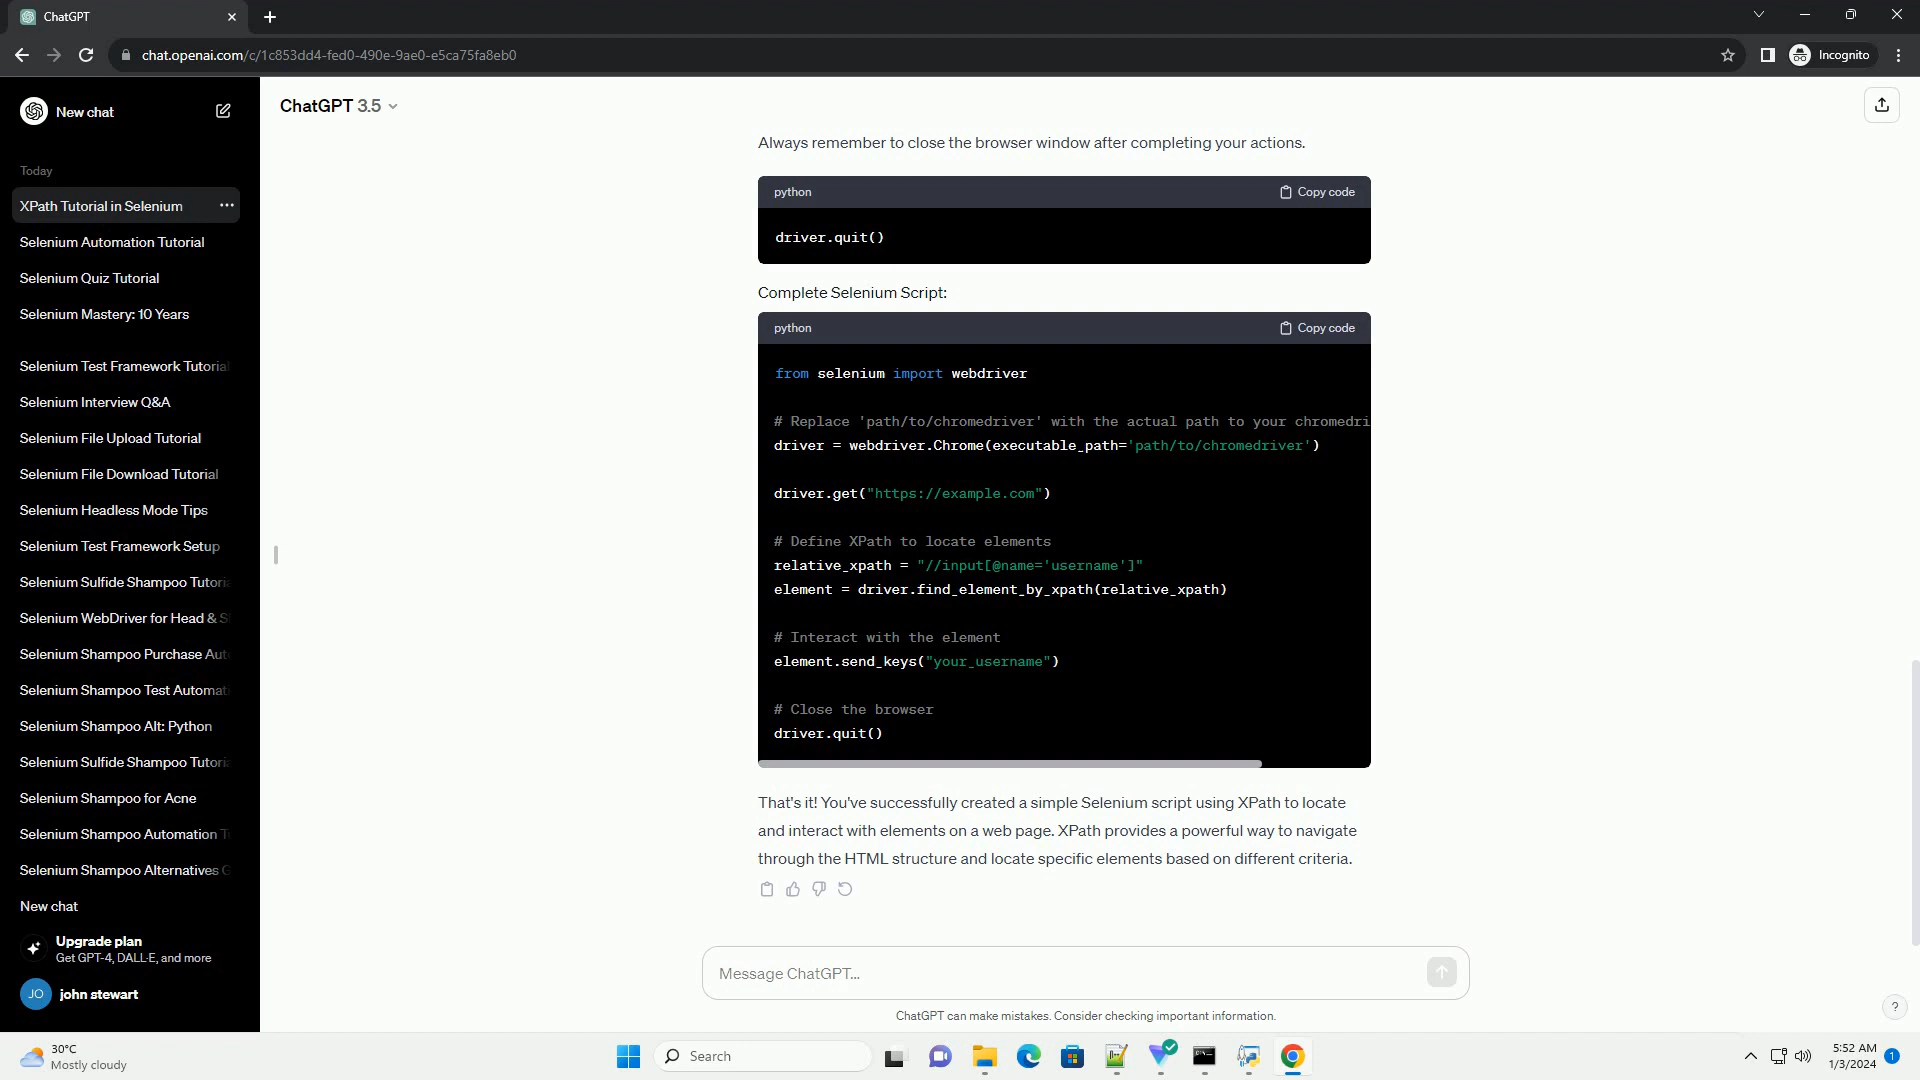 ChatGPT
chat.openai.com/c/1c853dd4-fed0-490e-9ae0-e5ca75fa8eb0
Incognito
New chat
Today
XPath Tutorial in Selenium
Selenium Automation Tutorial
Selenium Quiz Tutorial
Selenium Mastery: 10 Years
Selenium Test Framework Tutorial
Selenium Interview Q&A
Selenium File Upload Tutorial
Selenium File Download Tutorial
Selenium Headless Mode Tips
Selenium Test Framework Setup
Selenium Sulfide Shampoo Tutoria
Selenium WebDriver for Head & S
Selenium Shampoo Purchase Aut
Selenium Shampoo Test Automat
Selenium Shampoo Alt: Python
Selenium Sulfide Shampoo Tutoria
Selenium Shampoo for Acne
Selenium Shampoo Automation T
Selenium Shampoo Alternatives G
New chat
Upgrade plan
Get GPT-4, DALL·E, and more
JO john stewart
ChatGPT 3.5
Always remember to close the browser window after completing your actions.
python Copy code
driver.quit()
Complete Selenium Script:
python Copy code
from selenium import webdriver
# Replace 'path/to/chromedriver' with the actual path to your chromedri
driver = webdriver.Chrome(executable_path='path/to/chromedriver')
driver.get("https://example.com")
# Define XPath to locate elements
relative_xpath = "//input[@name='username']"
element = driver.find_element_by_xpath(relative_xpath)
# Interact with the element
element.send_keys("your_username")
# Close the browser
driver.quit()
That's it! You've successfully created a simple Selenium script using XPath to locate
and interact with elements on a web page. XPath provides a powerful way to navigate
through the HTML structure and locate specific elements based on different criteria.
Message ChatGPT...
ChatGPT can make mistakes. Consider checking important information.
?
30°C
Mostly cloudy
Search
5:52 AM
1/3/2024
1